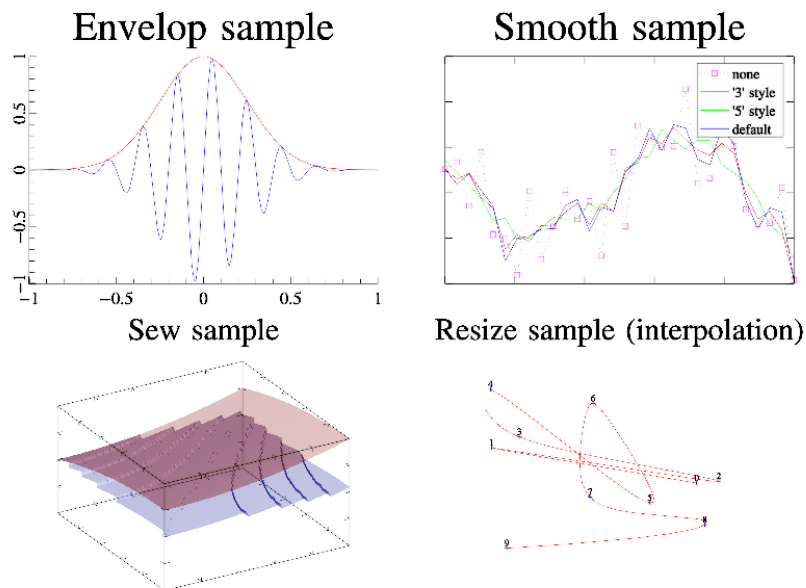 Envelop sample
Smooth sample
1
0.5
0
−0.5
−1
−1
−0.5
0
0.5
1
none
'3' style
'5' style
default
Sew sample
Resize sample (interpolation)
4
6
3
1
0
2
7
5
8
9